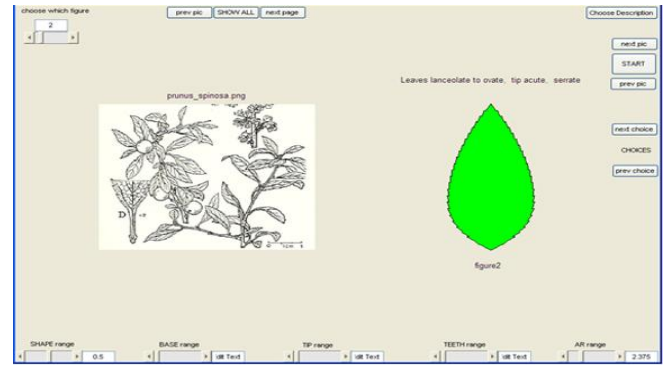 choose which figure
2
prev pic
SHOW ALL
next page
Choose Description
next pic
START
prev pic
Leaves lanceolate to ovate, tip acute, serrate
prunus_spinosa.png
next choice
CHOICES
prev choice
D
figure2
SHAPE range
BASE range
TIP range
TEETH range
AR range
0.5
dit Text
dit Text
dit Text
2.375